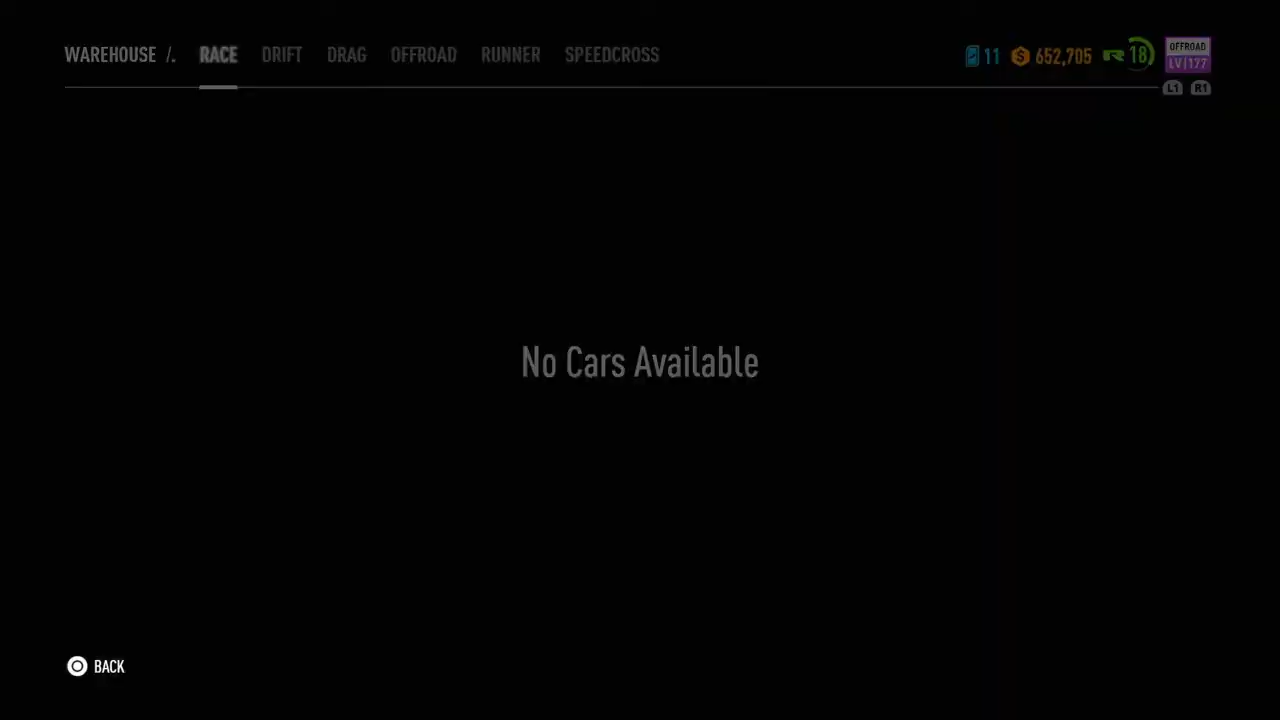 WAREHOUSE /. RACE DRIFT DRAG OFFROAD RUNNER SPEEDCROSS 11 652,705 18 OFFROAD
LV|177
L1 R1
No Cars Available
BACK